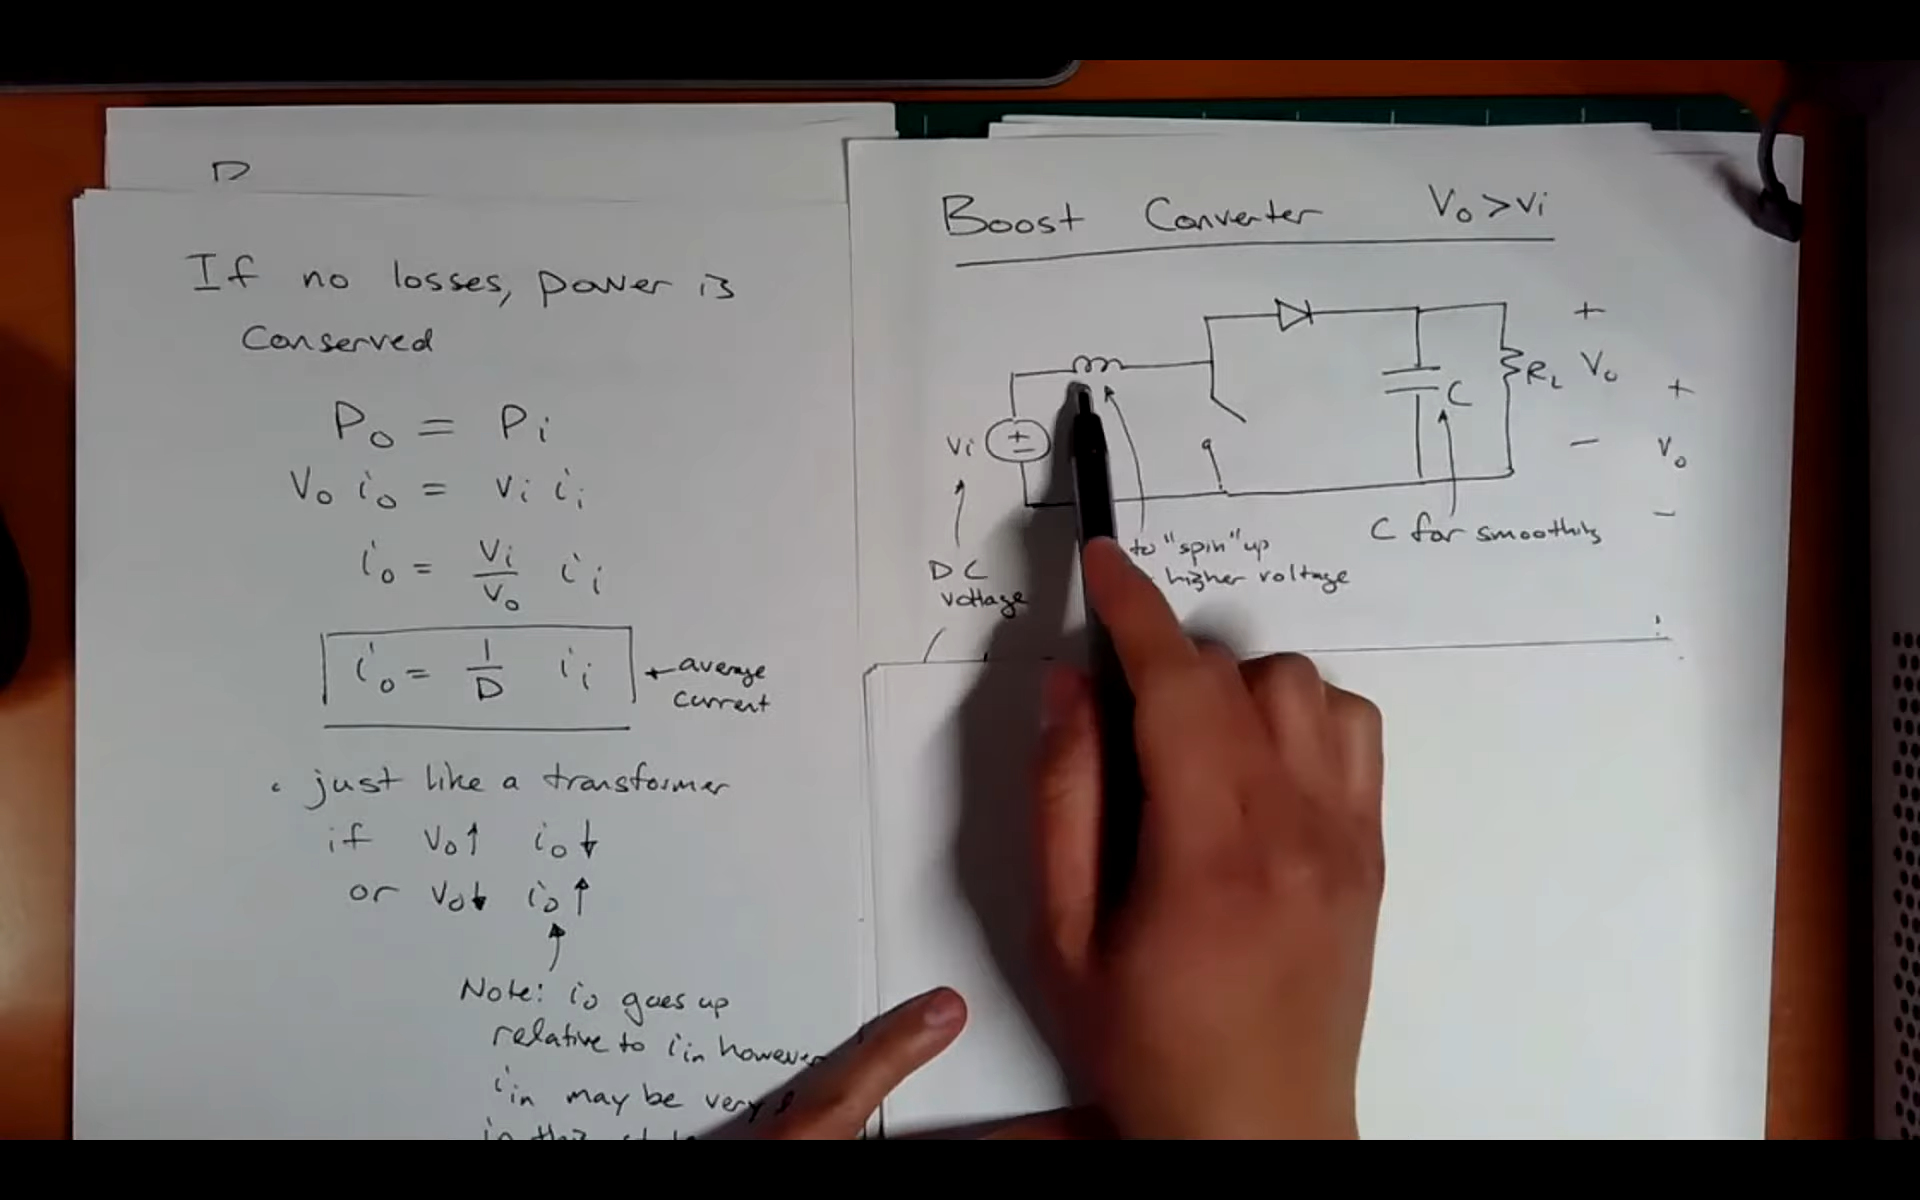 D
If no losses, power is
conserved
Po = Pi
Vo io = Vi ii
io = Vi/Vo ii
io = 1/D ii
← average
current
• just like a transformer
if Vo↑ io↓
or Vo↓ io↑
Note: io goes up
relative to iin however
iin may be very
in this
Boost Converter Vo > Vi
+
Vo
-
RL
C
+
Vo
-
Vi
+
-
DC
voltage
to "spin" up
higher voltage
C for smoothing